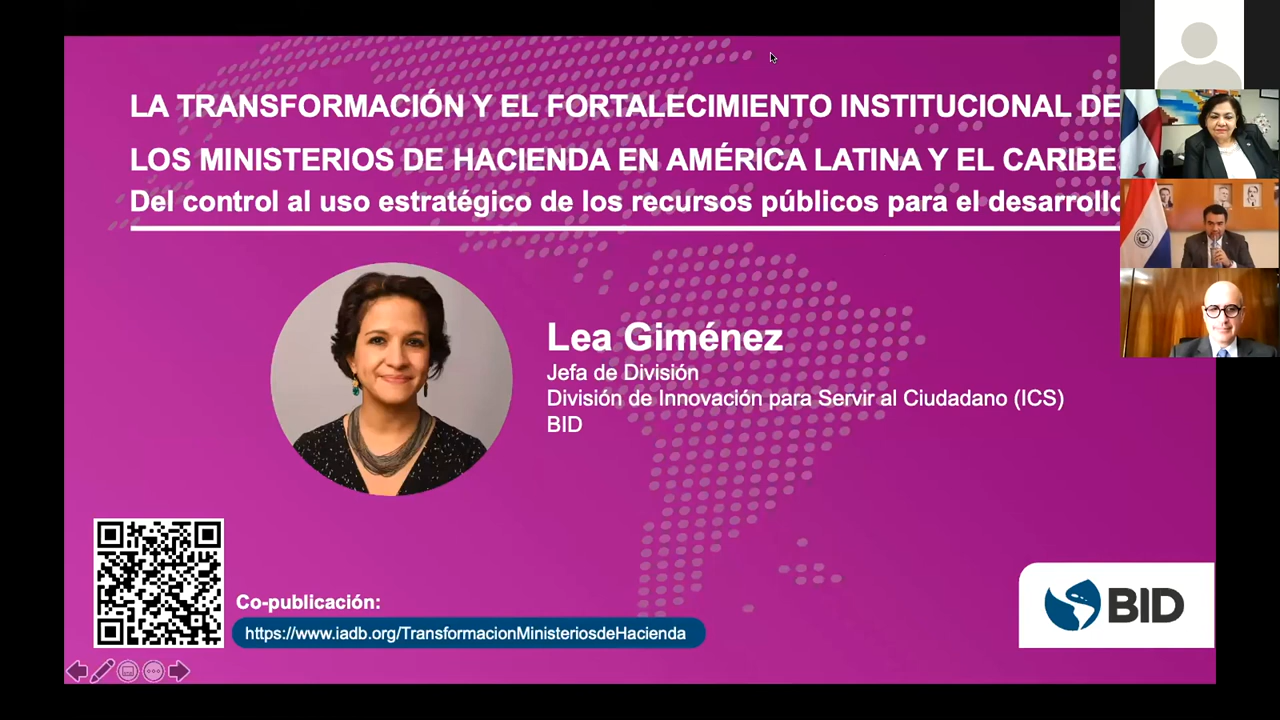 LA TRANSFORMACIÓN Y EL FORTALECIMIENTO INSTITUCIONAL DE
LOS MINISTERIOS DE HACIENDA EN AMÉRICA LATINA Y EL CARIBE
Del control al uso estratégico de los recursos públicos para el desarrollo
Lea Giménez
Jefa de División
División de Innovación para Servir al Ciudadano (ICS)
BID
Co-publicación:
https://www.iadb.org/TransformacionMinisteriosdeHacienda
BID